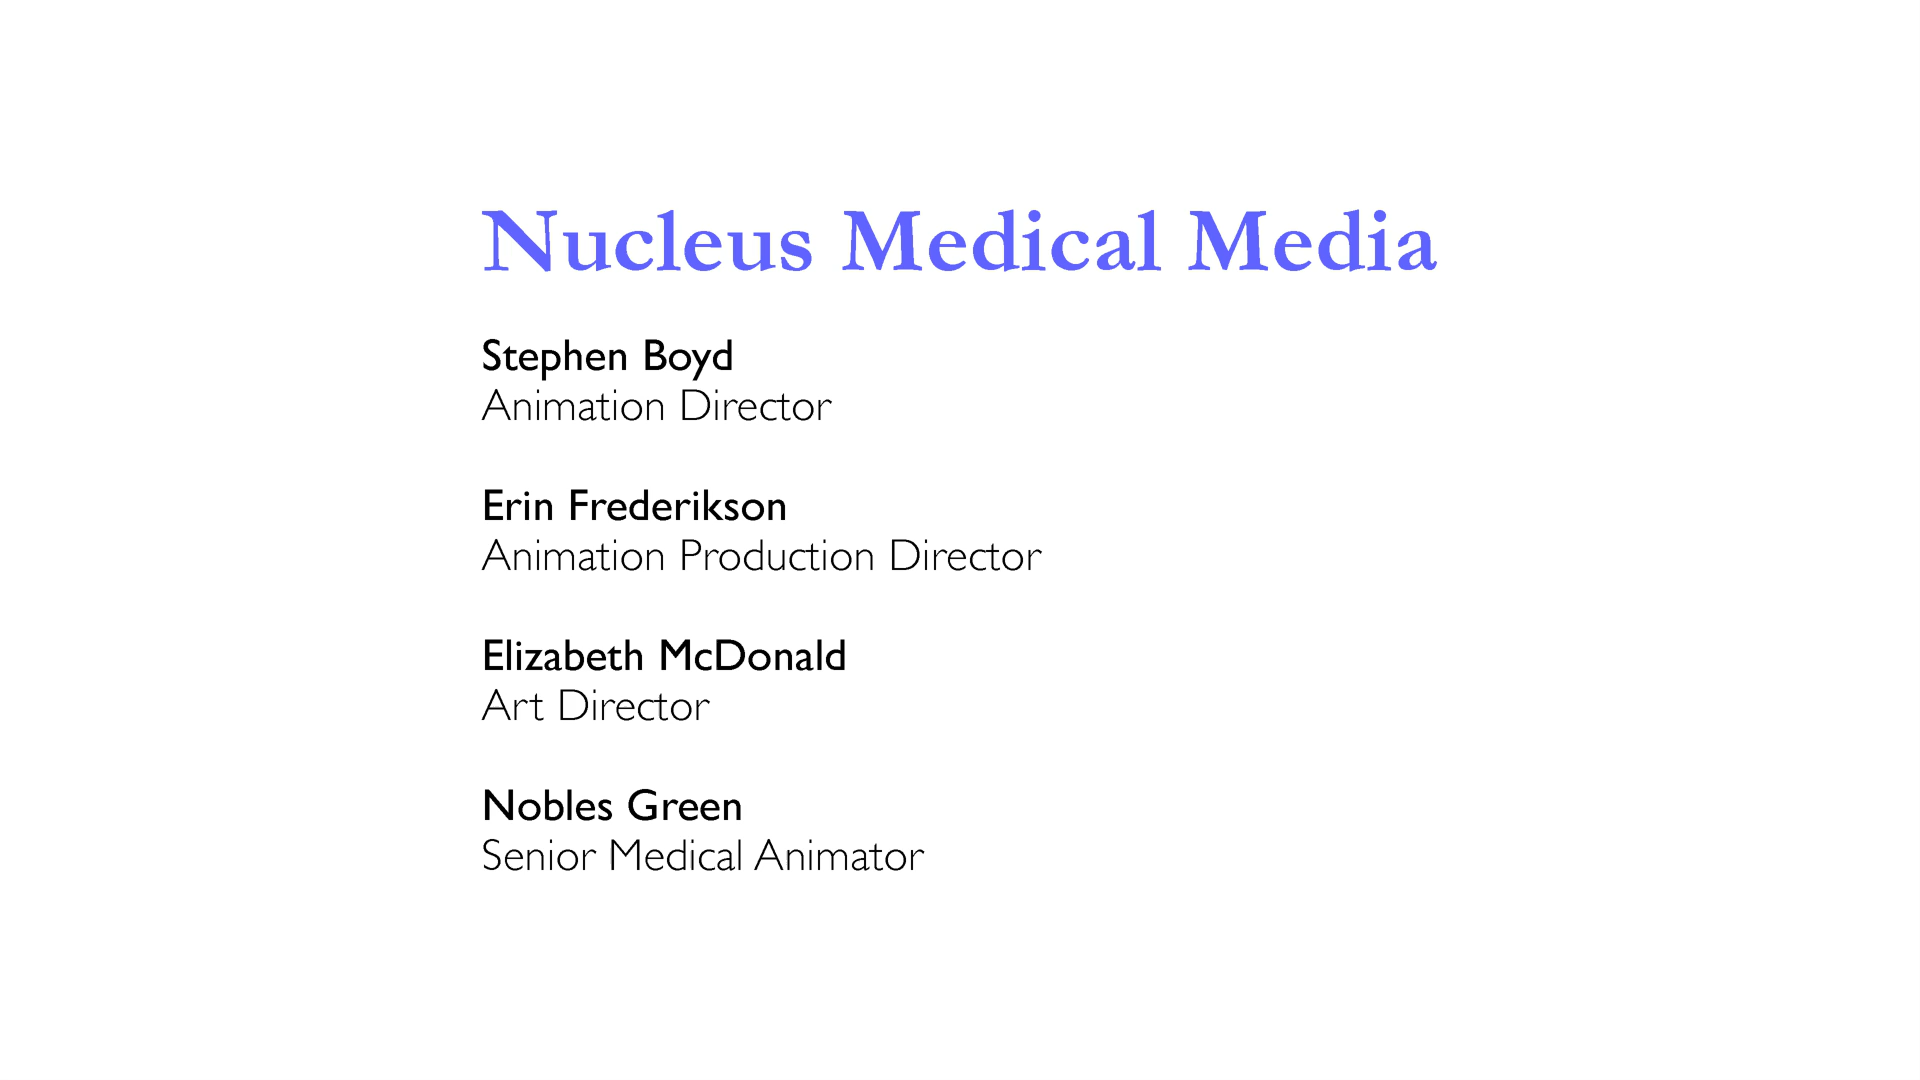 Nucleus Medical Media
Stephen Boyd
Animation Director
Erin Frederikson
Animation Production Director
Elizabeth McDonald
Art Director
Nobles Green
Senior Medical Animator